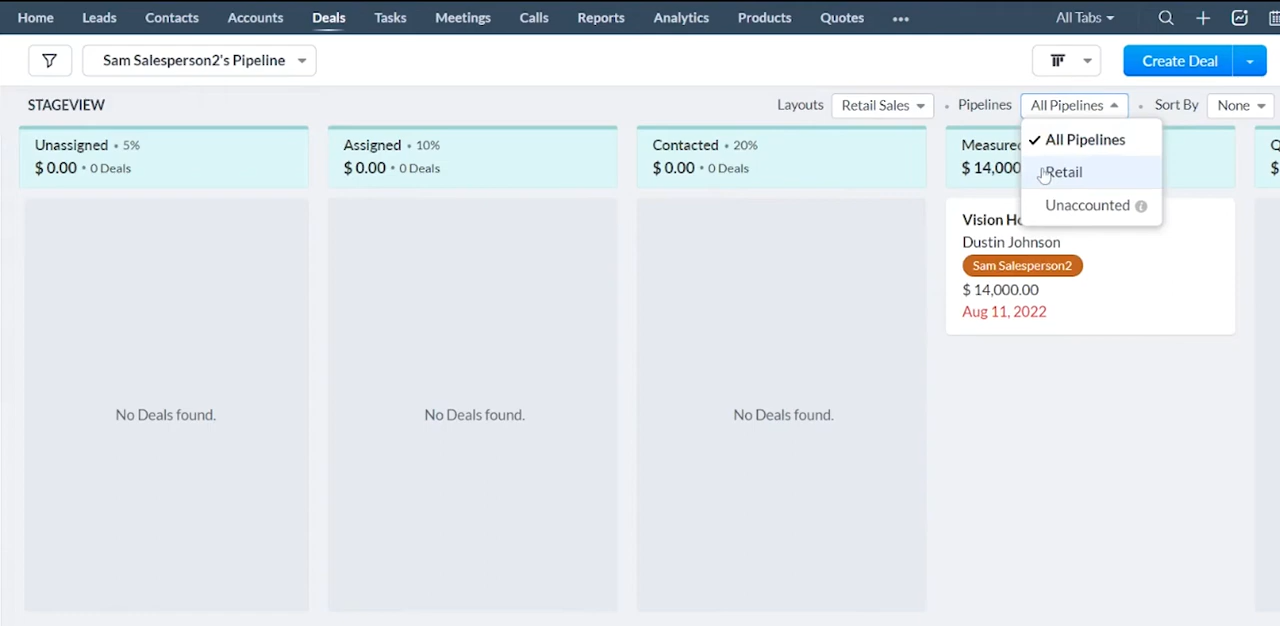 Home Leads Contacts Accounts Deals Tasks Meetings Calls Reports Analytics Products Quotes ••• All Tabs
Sam Salesperson2's Pipeline Create Deal
STAGEVIEW Layouts Retail Sales • Pipelines All Pipelines • Sort By None
All Pipelines
Retail
Unaccounted
Unassigned • 5%
$ 0.00 • 0 Deals
No Deals found.
Assigned • 10%
$ 0.00 • 0 Deals
No Deals found.
Contacted • 20%
$ 0.00 • 0 Deals
No Deals found.
Measured
$ 14,000
Dustin Johnson
Vision
Sam Salesperson2
$ 14,000.00
Aug 11, 2022